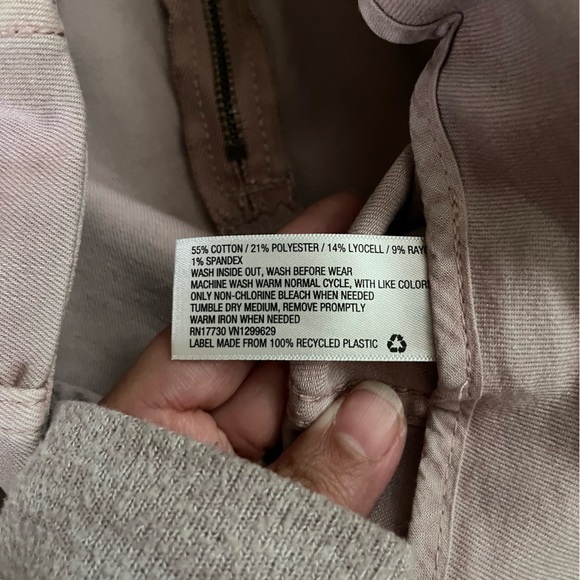 55% COTTON / 21% POLYESTER / 14% LYOCELL / 9% RAY
1% SPANDEX
WASH INSIDE OUT, WASH BEFORE WEAR
MACHINE WASH WARM NORMAL CYCLE, WITH LIKE COLORS
ONLY NON-CHLORINE BLEACH WHEN NEEDED
TUMBLE DRY MEDIUM, REMOVE PROMPTLY
WARM IRON WHEN NEEDED
RN17730 VN1299629
LABEL MADE FROM 100% RECYCLED PLASTIC